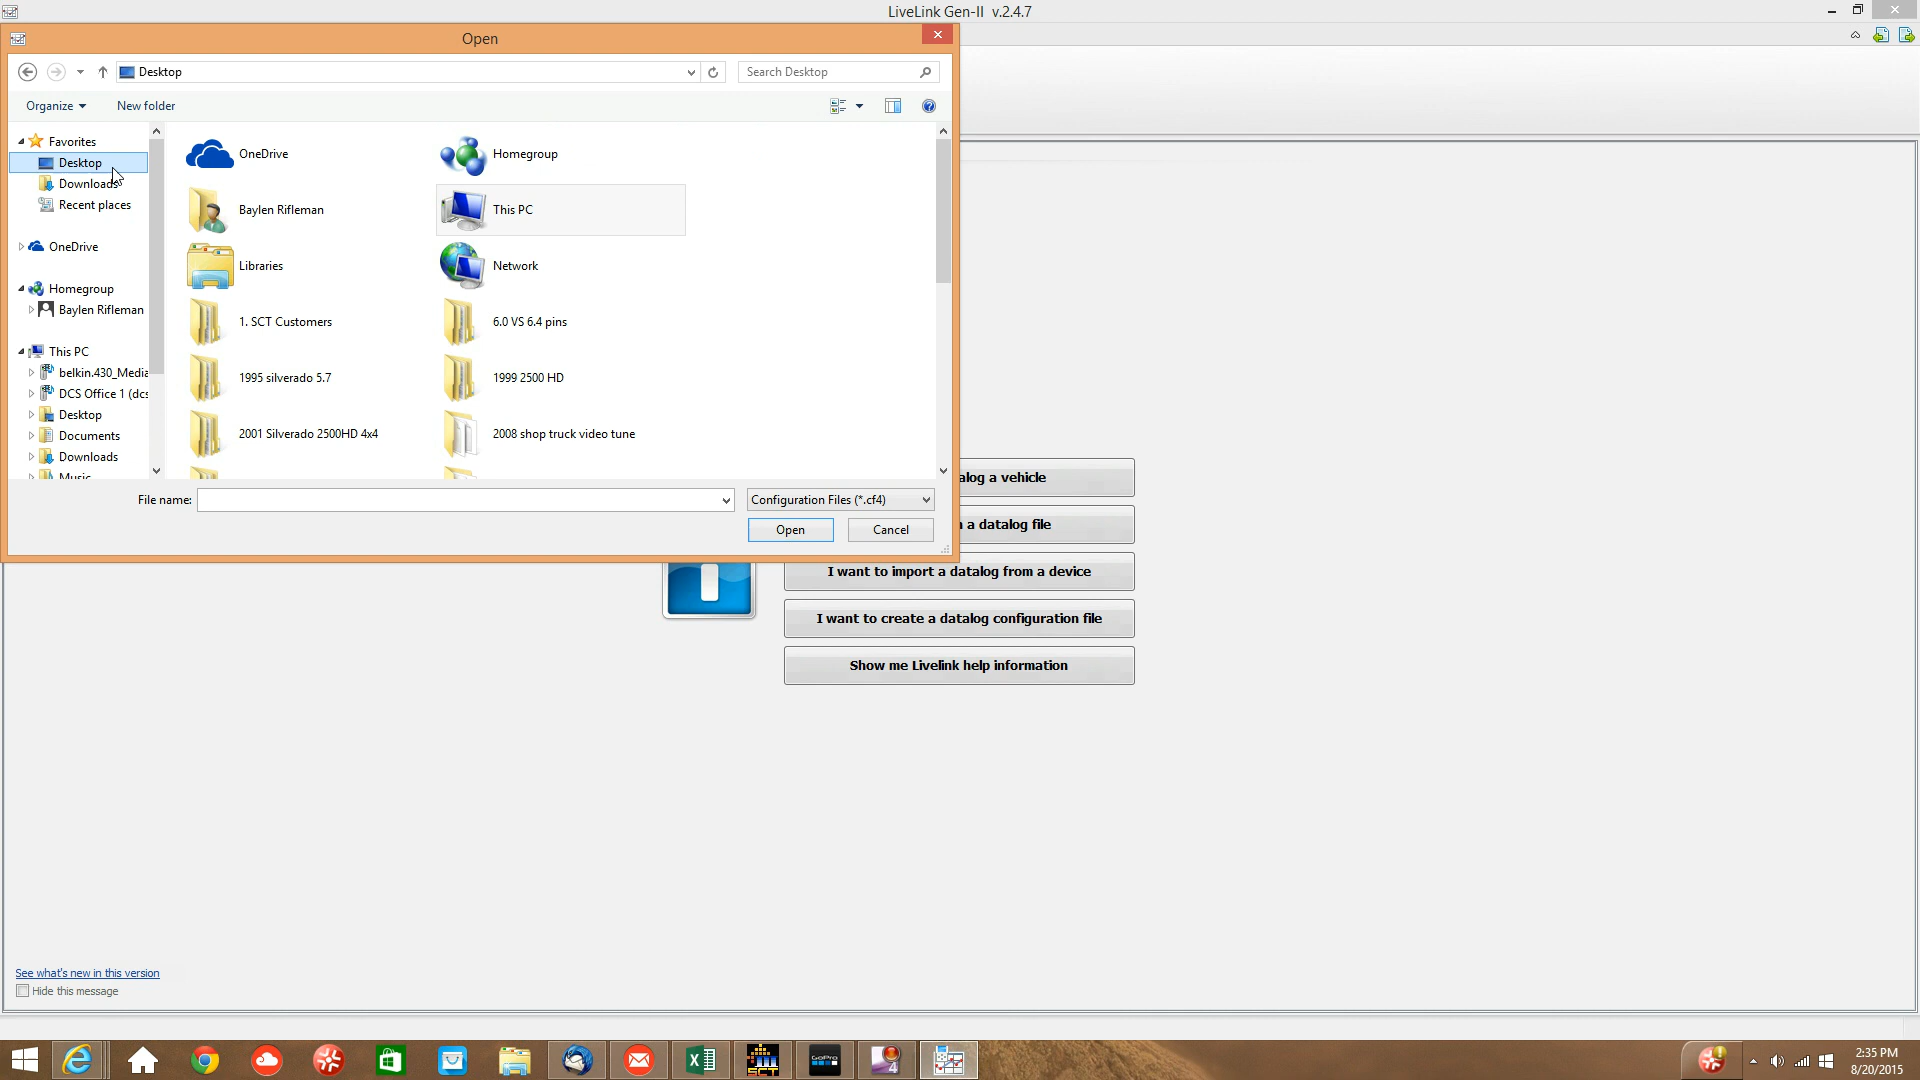 LiveLink Gen-II v.2.4.7
Open
Desktop
Search Desktop
Organize
New folder
Favorites
Desktop
Downloads
Recent places
OneDrive
Homegroup
Baylen Rifleman
This PC
belkin.430_Media
DCS Office 1 (dcs
Desktop
Documents
Downloads
Music
OneDrive
Homegroup
Baylen Rifleman
This PC
Libraries
Network
1. SCT Customers
6.0 VS 6.4 pins
1995 silverado 5.7
1999 2500 HD
2001 Silverado 2500HD 4x4
2008 shop truck video tune
File name:
Configuration Files (*.cf4)
Open
Cancel
alog a vehicle
a datalog file
I want to import a datalog from a device
I want to create a datalog configuration file
Show me Livelink help information
See what's new in this version
Hide this message
SCT
GoPro
4
2:35 PM
8/20/2015